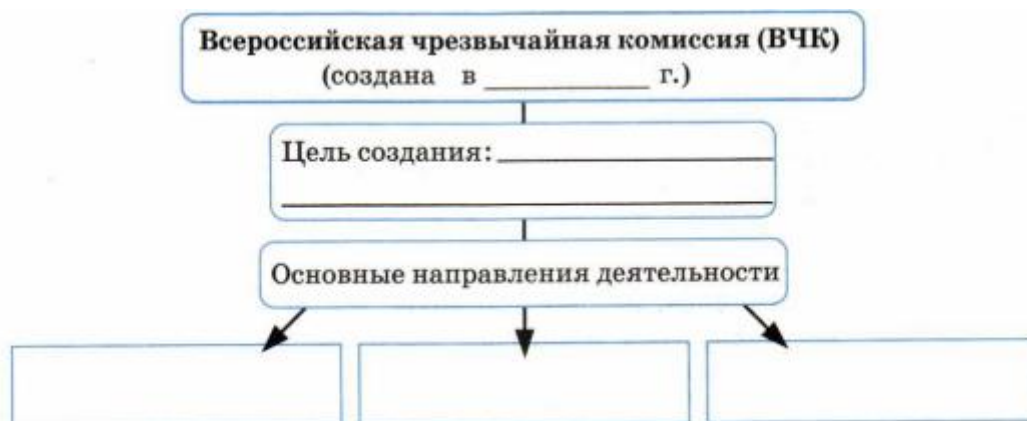 Всероссийская чрезвычайная комиссия (ВЧК)
(создана в ____________ г.)
Цель создания: ____________________
____________________________________
Основные направления деятельности